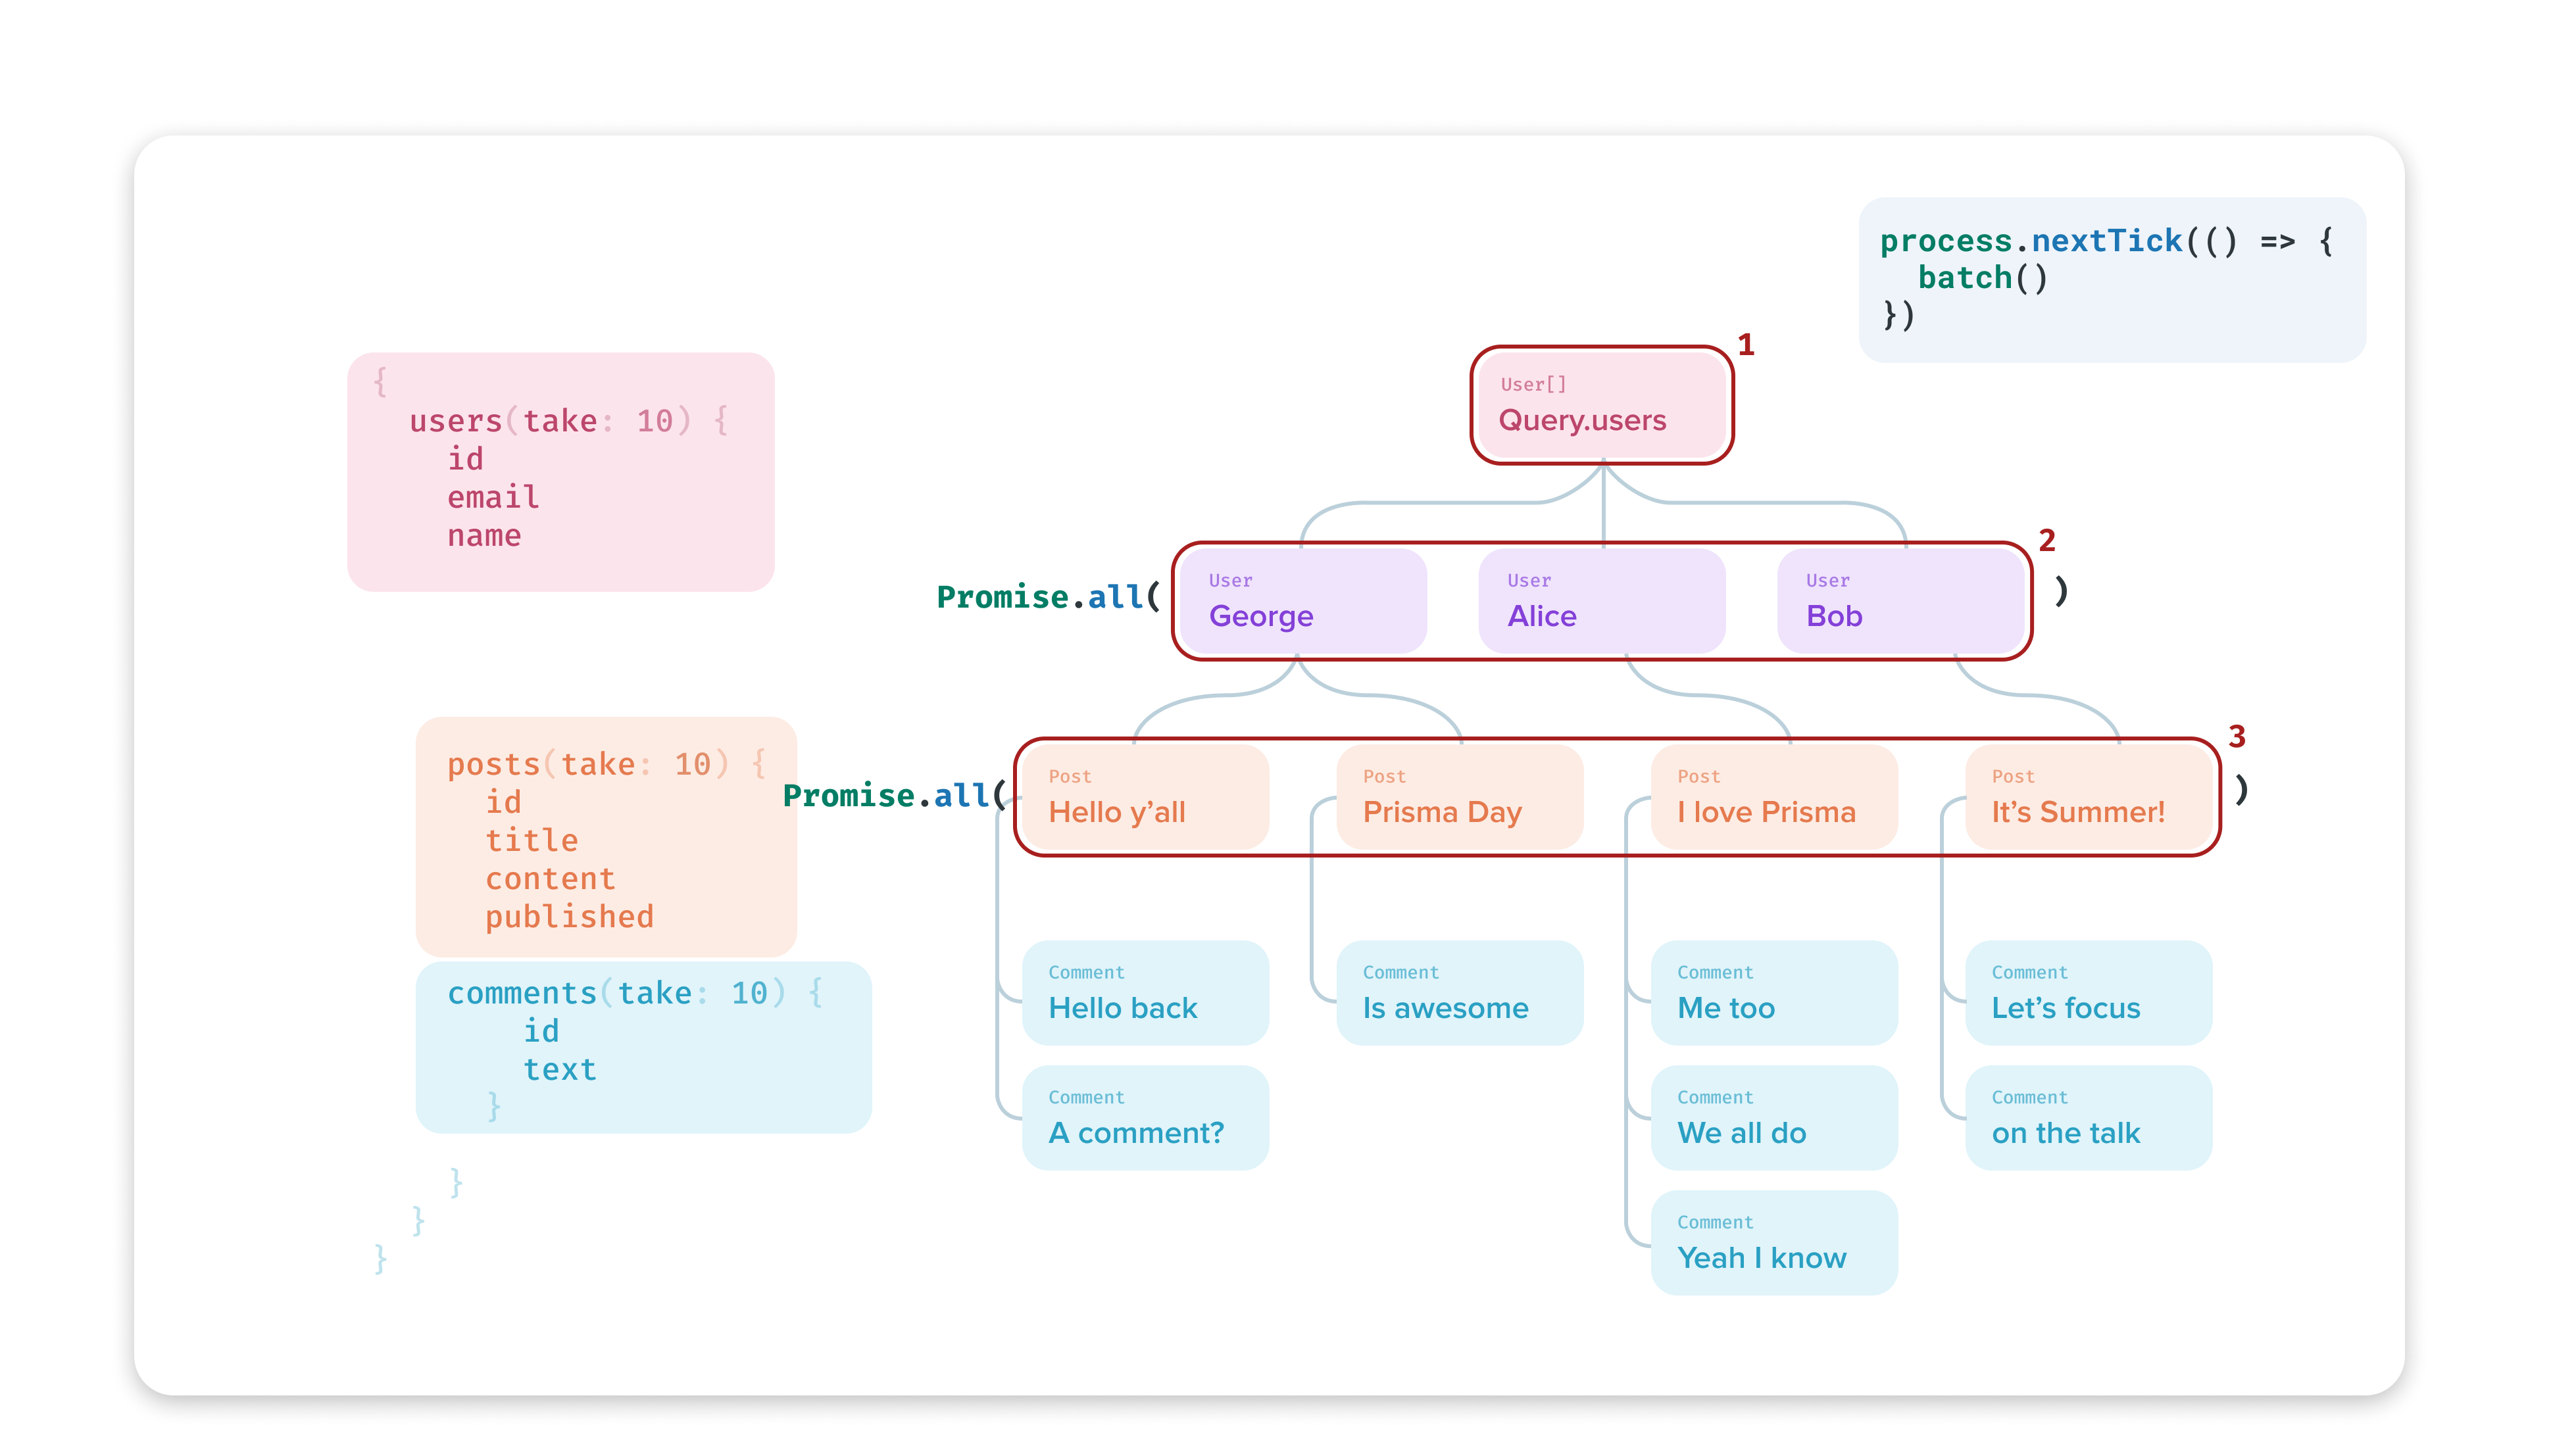 process.nextTick(() => {
batch()
})
{
users(take: 10) {
id
email
name
posts(take: 10) {
id
title
content
published
comments(take: 10) {
id
text
}
}
}
}
1
User[]
Query.users
2
Promise.all(
User
George
User
Alice
User
Bob
)
3
Promise.all(
Post
Hello y’all
Post
Prisma Day
Post
I love Prisma
Post
It’s Summer!
)
Comment
Hello back
Comment
Is awesome
Comment
Me too
Comment
Let’s focus
Comment
A comment?
Comment
We all do
Comment
on the talk
Comment
Yeah I know